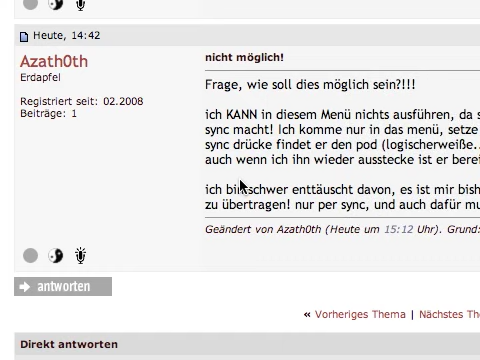 Heute, 14:42
Azath0th
Erdapfel
Registriert seit: 02.2008
Beiträge: 1
nicht möglich!
Frage, wie soll dies möglich sein?!!!
ich KANN in diesem Menü nichts ausführen, da s
sync macht! Ich komme nur in das menü, setze
sync drücke findet er den pod (logischerweiße..
auch wenn ich ihn wieder ausstecke ist er berei
ich bin schwer enttäuscht davon, es ist mir bish
zu übertragen! nur per sync, und auch dafür mu
Geändert von Azath0th (Heute um 15:12 Uhr). Grund:
antworten
« Vorheriges Thema | Nächstes Th
Direkt antworten